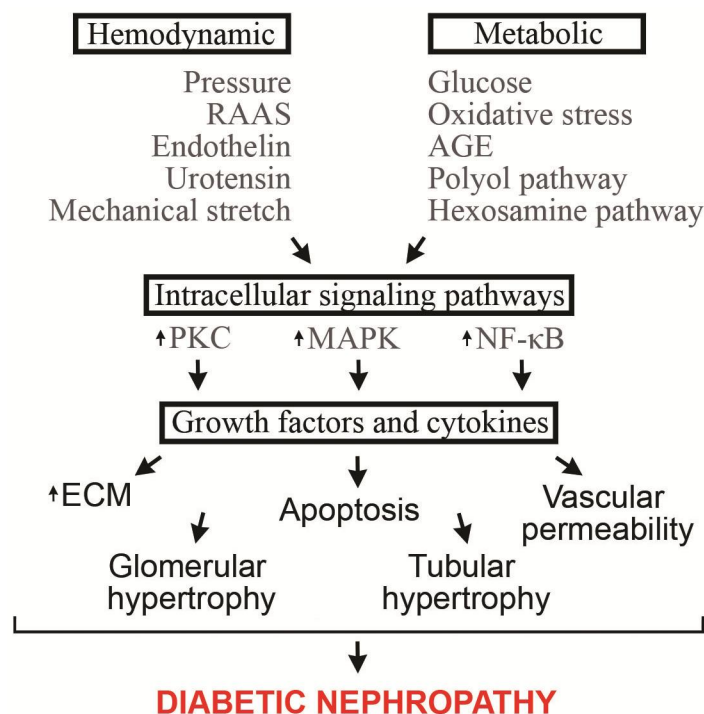 Hemodynamic
Pressure
RAAS
Endothelin
Urotensin
Mechanical stretch
Metabolic
Glucose
Oxidative stress
AGE
Polyol pathway
Hexosamine pathway
Intracellular signaling pathways
↑PKC
↑MAPK
↑NF-κB
Growth factors and cytokines
↑ECM
Apoptosis
Vascular
permeability
Glomerular
hypertrophy
Tubular
hypertrophy
DIABETIC NEPHROPATHY